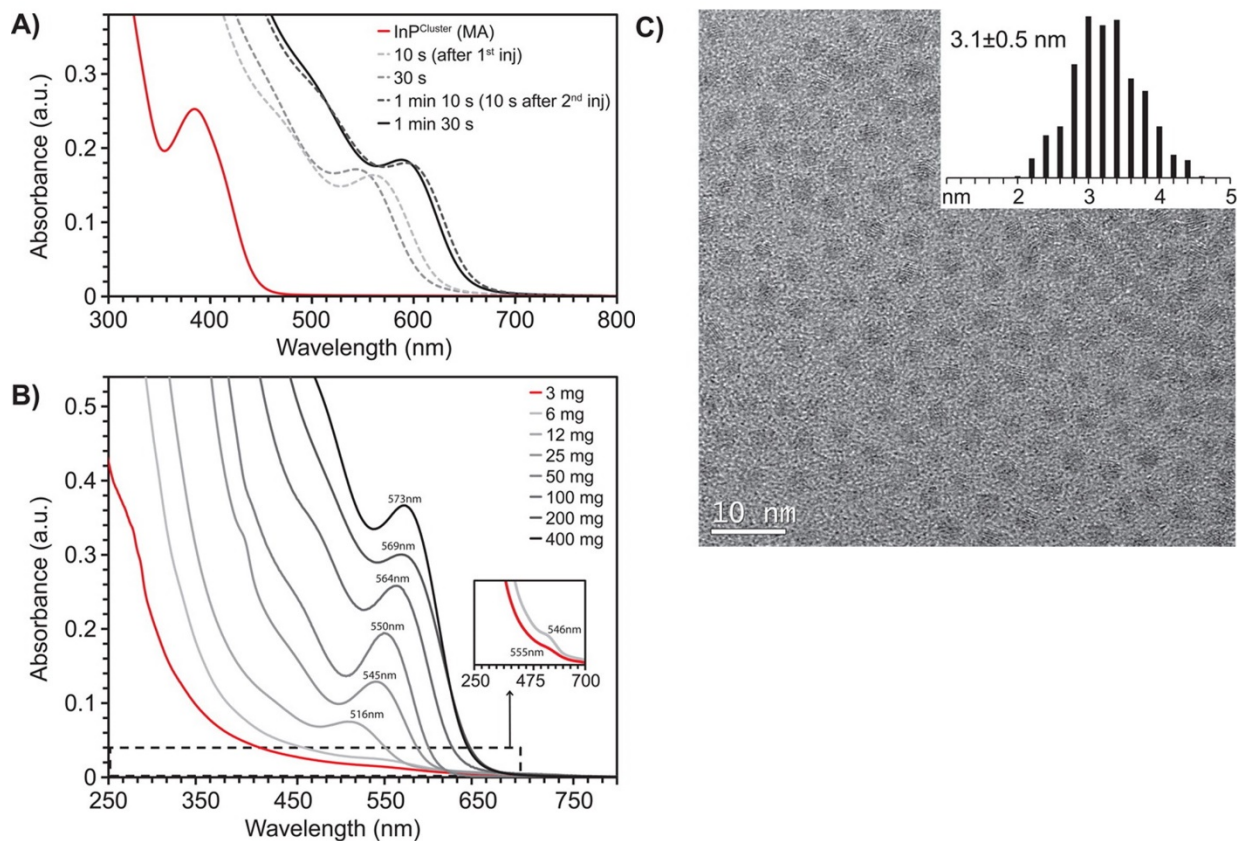 A)
Absorbance (a.u.)
0.3
0.2
0.1
0
300 400 500 600 700 800
Wavelength (nm)
InP^Cluster (MA)
10 s (after 1^st inj)
30 s
1 min 10 s (10 s after 2^nd inj)
1 min 30 s
B)
Absorbance (a.u.)
0.5
0.4
0.3
0.2
0.1
0
250 350 450 550 650 750
Wavelength (nm)
3 mg
6 mg
12 mg
25 mg
50 mg
100 mg
200 mg
400 mg
573nm
569nm
564nm
550nm
545nm
516nm
546nm
555nm
250 475 700
C)
3.1±0.5 nm
nm 2 3 4 5
10 nm